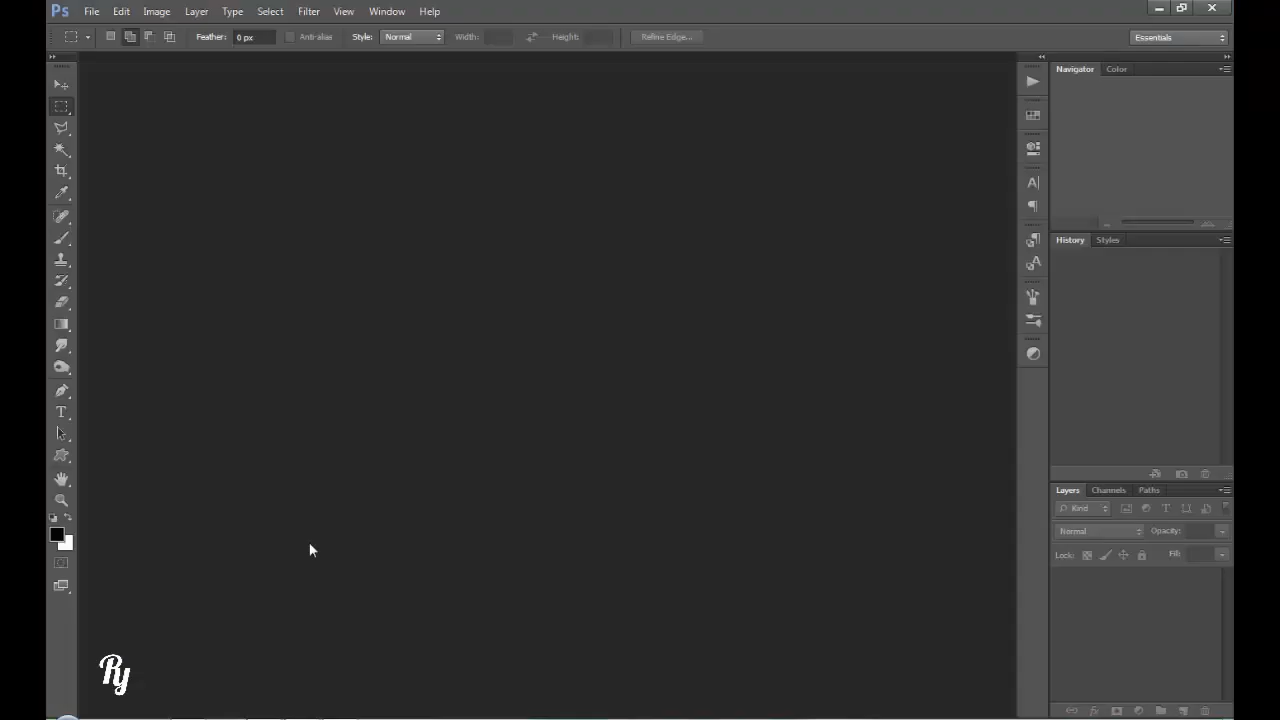 Ps File Edit Image Layer Type Select Filter View Window Help
Feather: 0 px Anti-alias Style: Normal Width: Height: Refine Edge... Essentials
Navigator Color
History Styles
Layers Channels Paths
Kind
Normal Opacity:
Lock: Fill:
Ry